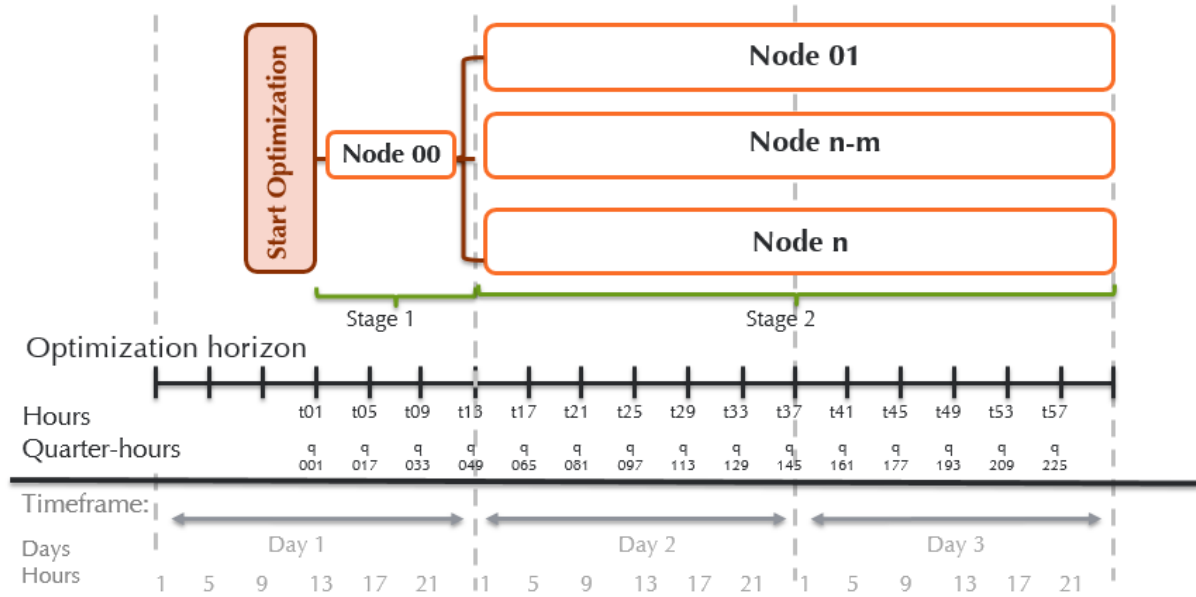 Start Optimization
Node 00
Node 01
Node n-m
Node n
Stage 1
Stage 2
Optimization horizon
Hours
t01 t05 t09 t13 t17 t21 t25 t29 t33 t37 t41 t45 t49 t53 t57
Quarter-hours
q q q q q q q q q q q q q q q
001 017 033 049 065 081 097 113 129 145 161 177 193 209 225
Timeframe:
Days
Day 1 Day 2 Day 3
Hours
1 5 9 13 17 21 1 5 9 13 17 21 1 5 9 13 17 21